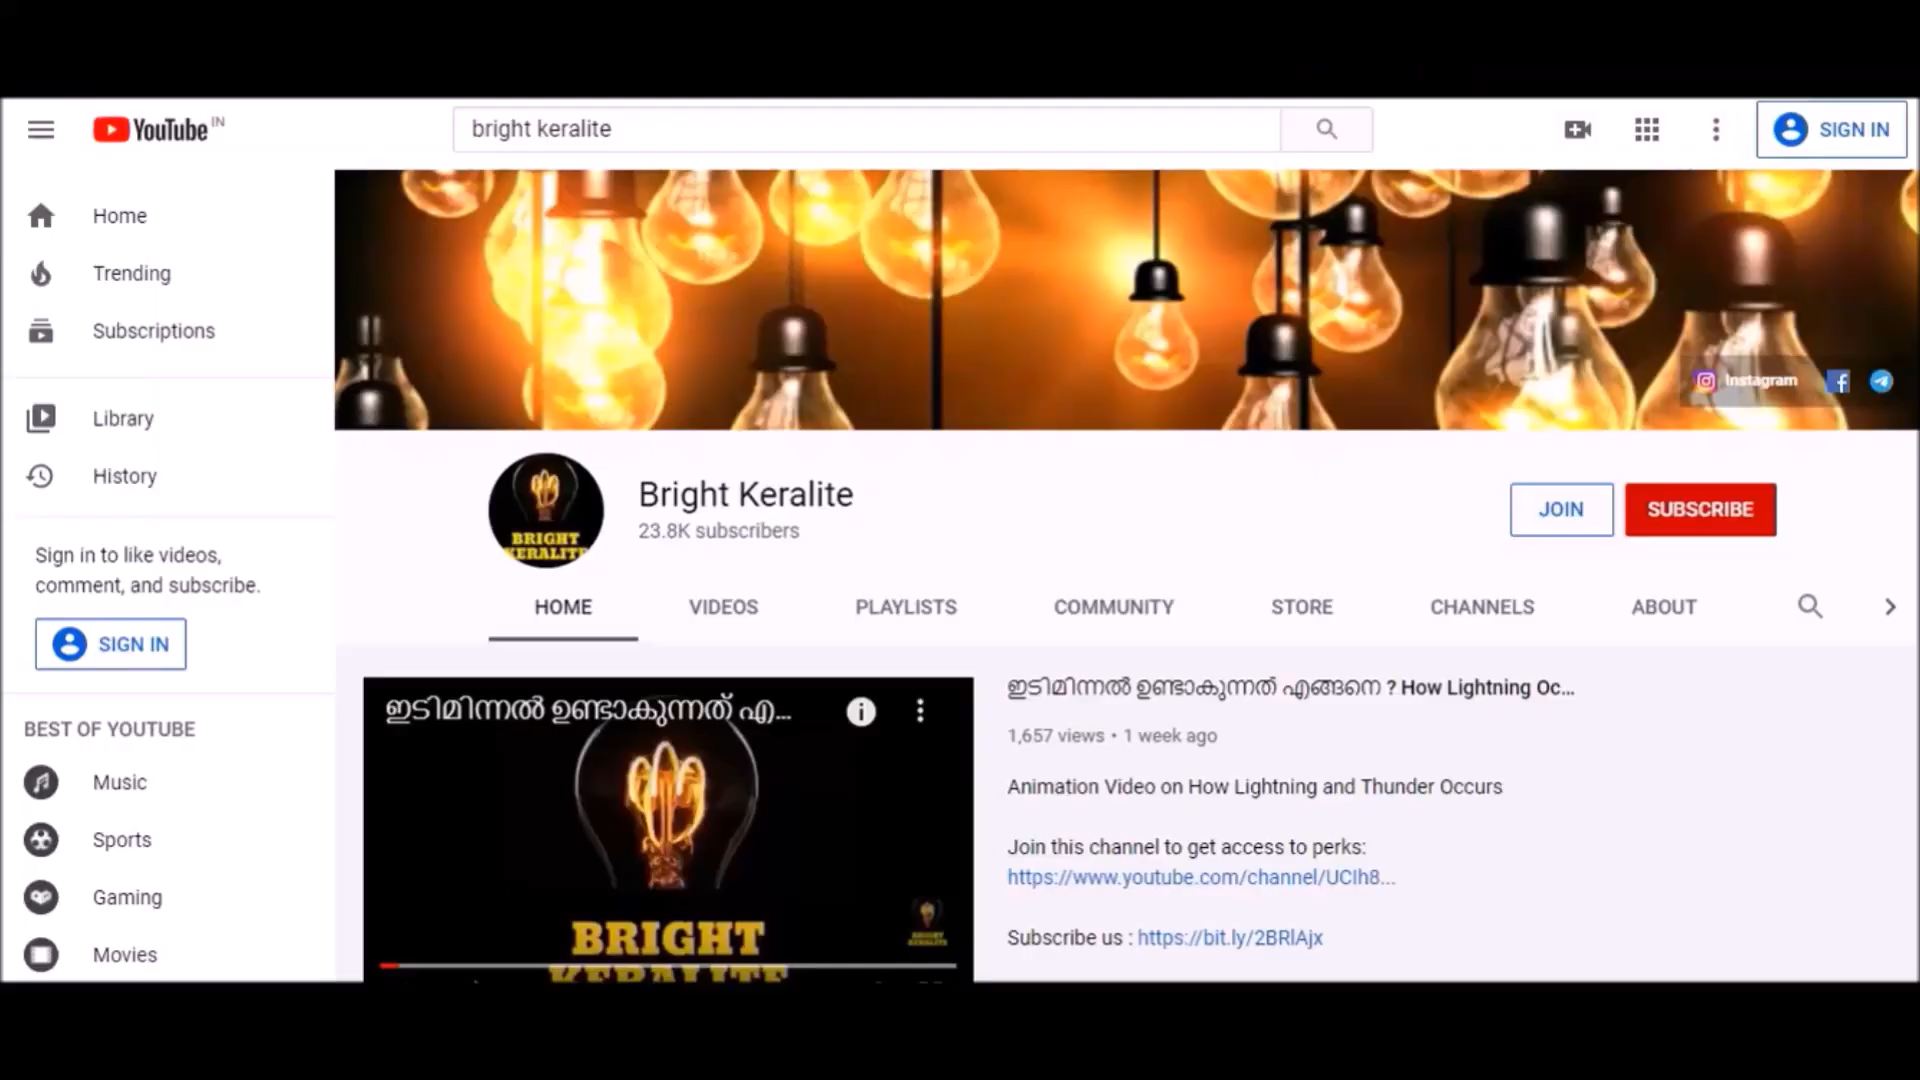 YouTube IN
bright keralite
SIGN IN
Home
Trending
Subscriptions
Library
History
Sign in to like videos,
comment, and subscribe.
SIGN IN
BEST OF YOUTUBE
Music
Sports
Gaming
Movies
Instagram
BRIGHT
KERALITE
Bright Keralite
23.8K subscribers
JOIN
SUBSCRIBE
HOME
VIDEOS
PLAYLISTS
COMMUNITY
STORE
CHANNELS
ABOUT
ഇടിമിന്നൽ ഉണ്ടാകുന്നത് എ...
BRIGHT
KERALITE
BRIGHT
KERALITE
ഇടിമിന്നൽ ഉണ്ടാകുന്നത് എങ്ങനെ ? How Lightning Oc...
1,657 views • 1 week ago
Animation Video on How Lightning and Thunder Occurs
Join this channel to get access to perks:
https://www.youtube.com/channel/UCIh8...
Subscribe us : https://bit.ly/2BRlAjx